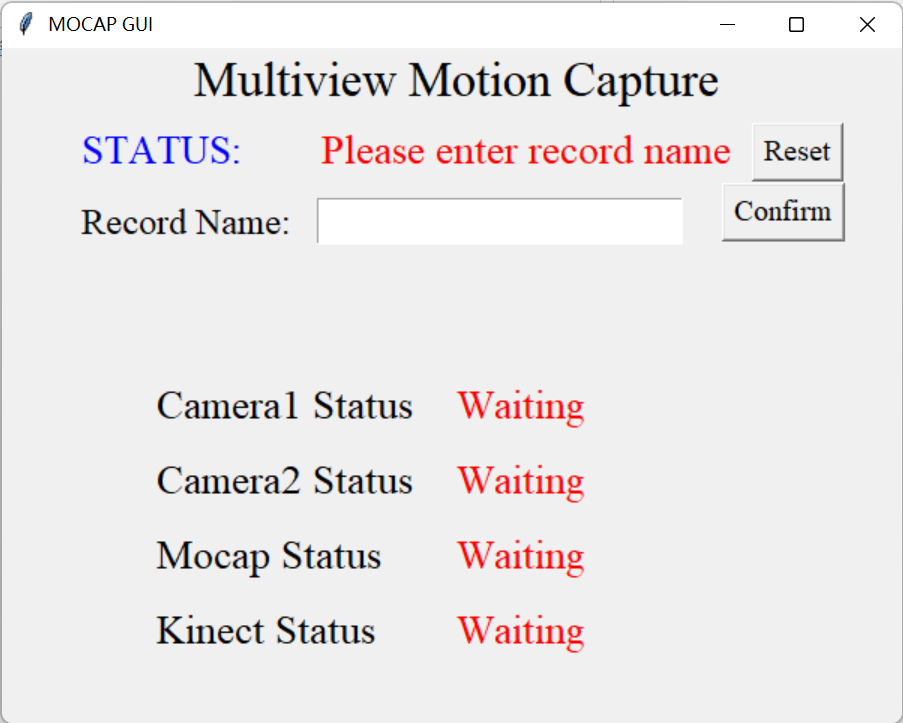 MOCAP GUI
Multiview Motion Capture
STATUS: Please enter record name Reset
Record Name: Confirm
Camera1 Status Waiting
Camera2 Status Waiting
Mocap Status Waiting
Kinect Status Waiting